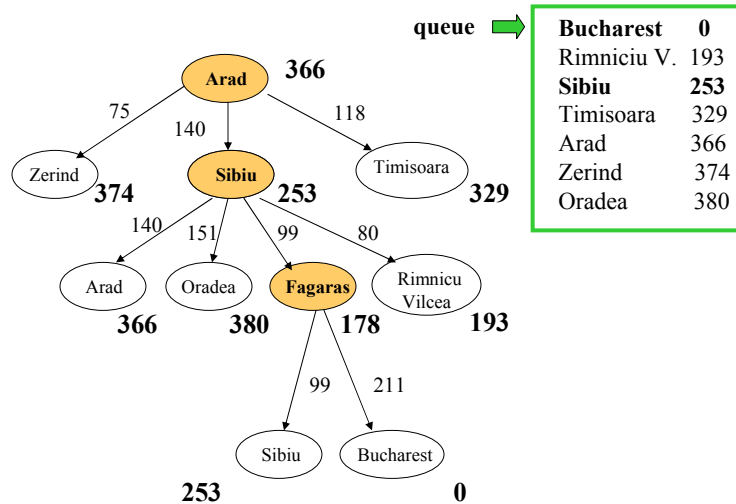 queue
Bucharest 0
Rimniciu V. 193
Sibiu 253
Timisoara 329
Arad 366
Zerind 374
Oradea 380
Arad
366
75
140
118
Zerind
374
Sibiu
253
Timisoara
329
140
151
99
80
Arad
366
Oradea
380
Fagaras
178
Rimnicu
Vilcea
193
99
211
Sibiu
253
Bucharest
0